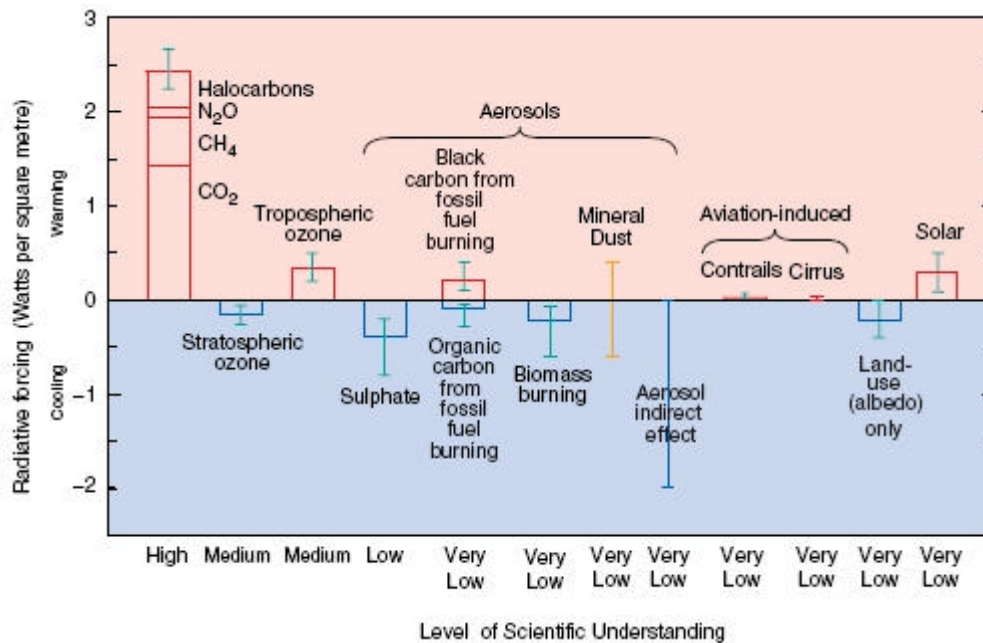 Radiative forcing (Watts per square metre)
Warming
Cooling
3
2
1
0
−1
−2
Halocarbons
N₂O
CH₄
CO₂
Stratospheric
ozone
Tropospheric
ozone
Aerosols
Sulphate
Black
carbon from
fossil
fuel
burning
Organic
carbon
from
fossil
fuel
burning
Biomass
burning
Mineral
Dust
Aerosol
indirect
effect
Aviation-induced
Contrails Cirrus
Land-
use
(albedo)
only
Solar
High Medium Medium Low Very Very Very Very Very Very Very Very
Low Low Low Low Low Low Low Low
Level of Scientific Understanding